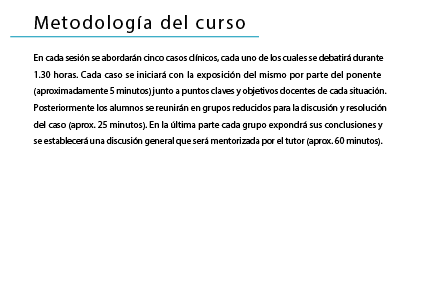 Metodología del curso
En cada sesión se abordarán cinco casos clínicos, cada uno de los cuales se debatirá durante
1.30 horas. Cada caso se iniciará con la exposición del mismo por parte del ponente
(aproximadamente 5 minutos) junto a puntos claves y objetivos docentes de cada situación.
Posteriormente los alumnos se reunirán en grupos reducidos para la discusión y resolución
del caso (aprox. 25 minutos). En la última parte cada grupo expondrá sus conclusiones y
se establecerá una discusión general que será mentorizada por el tutor (aprox. 60 minutos).